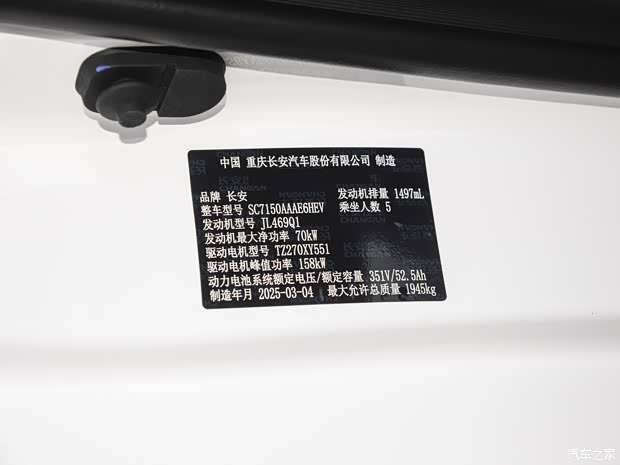 中国 重庆长安汽车股份有限公司 制造
品牌 长安 发动机排量 1497mL
整车型号 SC7150AAAE6HEV 乘坐人数 5
发动机型号 JL469Q1
发动机最大净功率 70kW
驱动电机型号 TZ270XY551
驱动电机峰值功率 158kW
动力电池系统额定电压/额定容量 351V/52.5Ah
制造年月 2025-03-04 最大允许总质量 1945kg
汽车之家